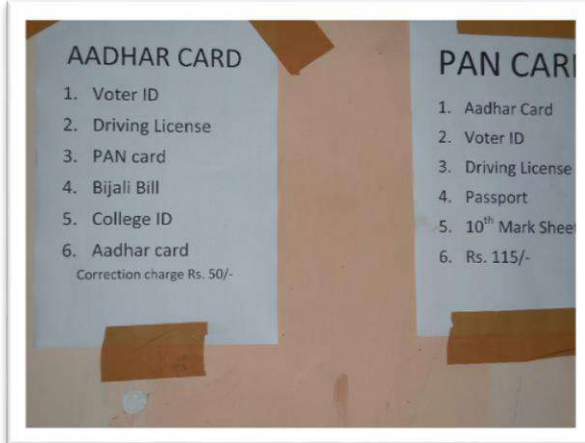 AADHAR CARD
1. Voter ID
2. Driving License
3. PAN card
4. Bijali Bill
5. College ID
6. Aadhar card
Correction charge Rs. 50/-
PAN CAR
1. Aadhar Card
2. Voter ID
3. Driving License
4. Passport
5. 10th Mark Sheet
6. Rs. 115/-